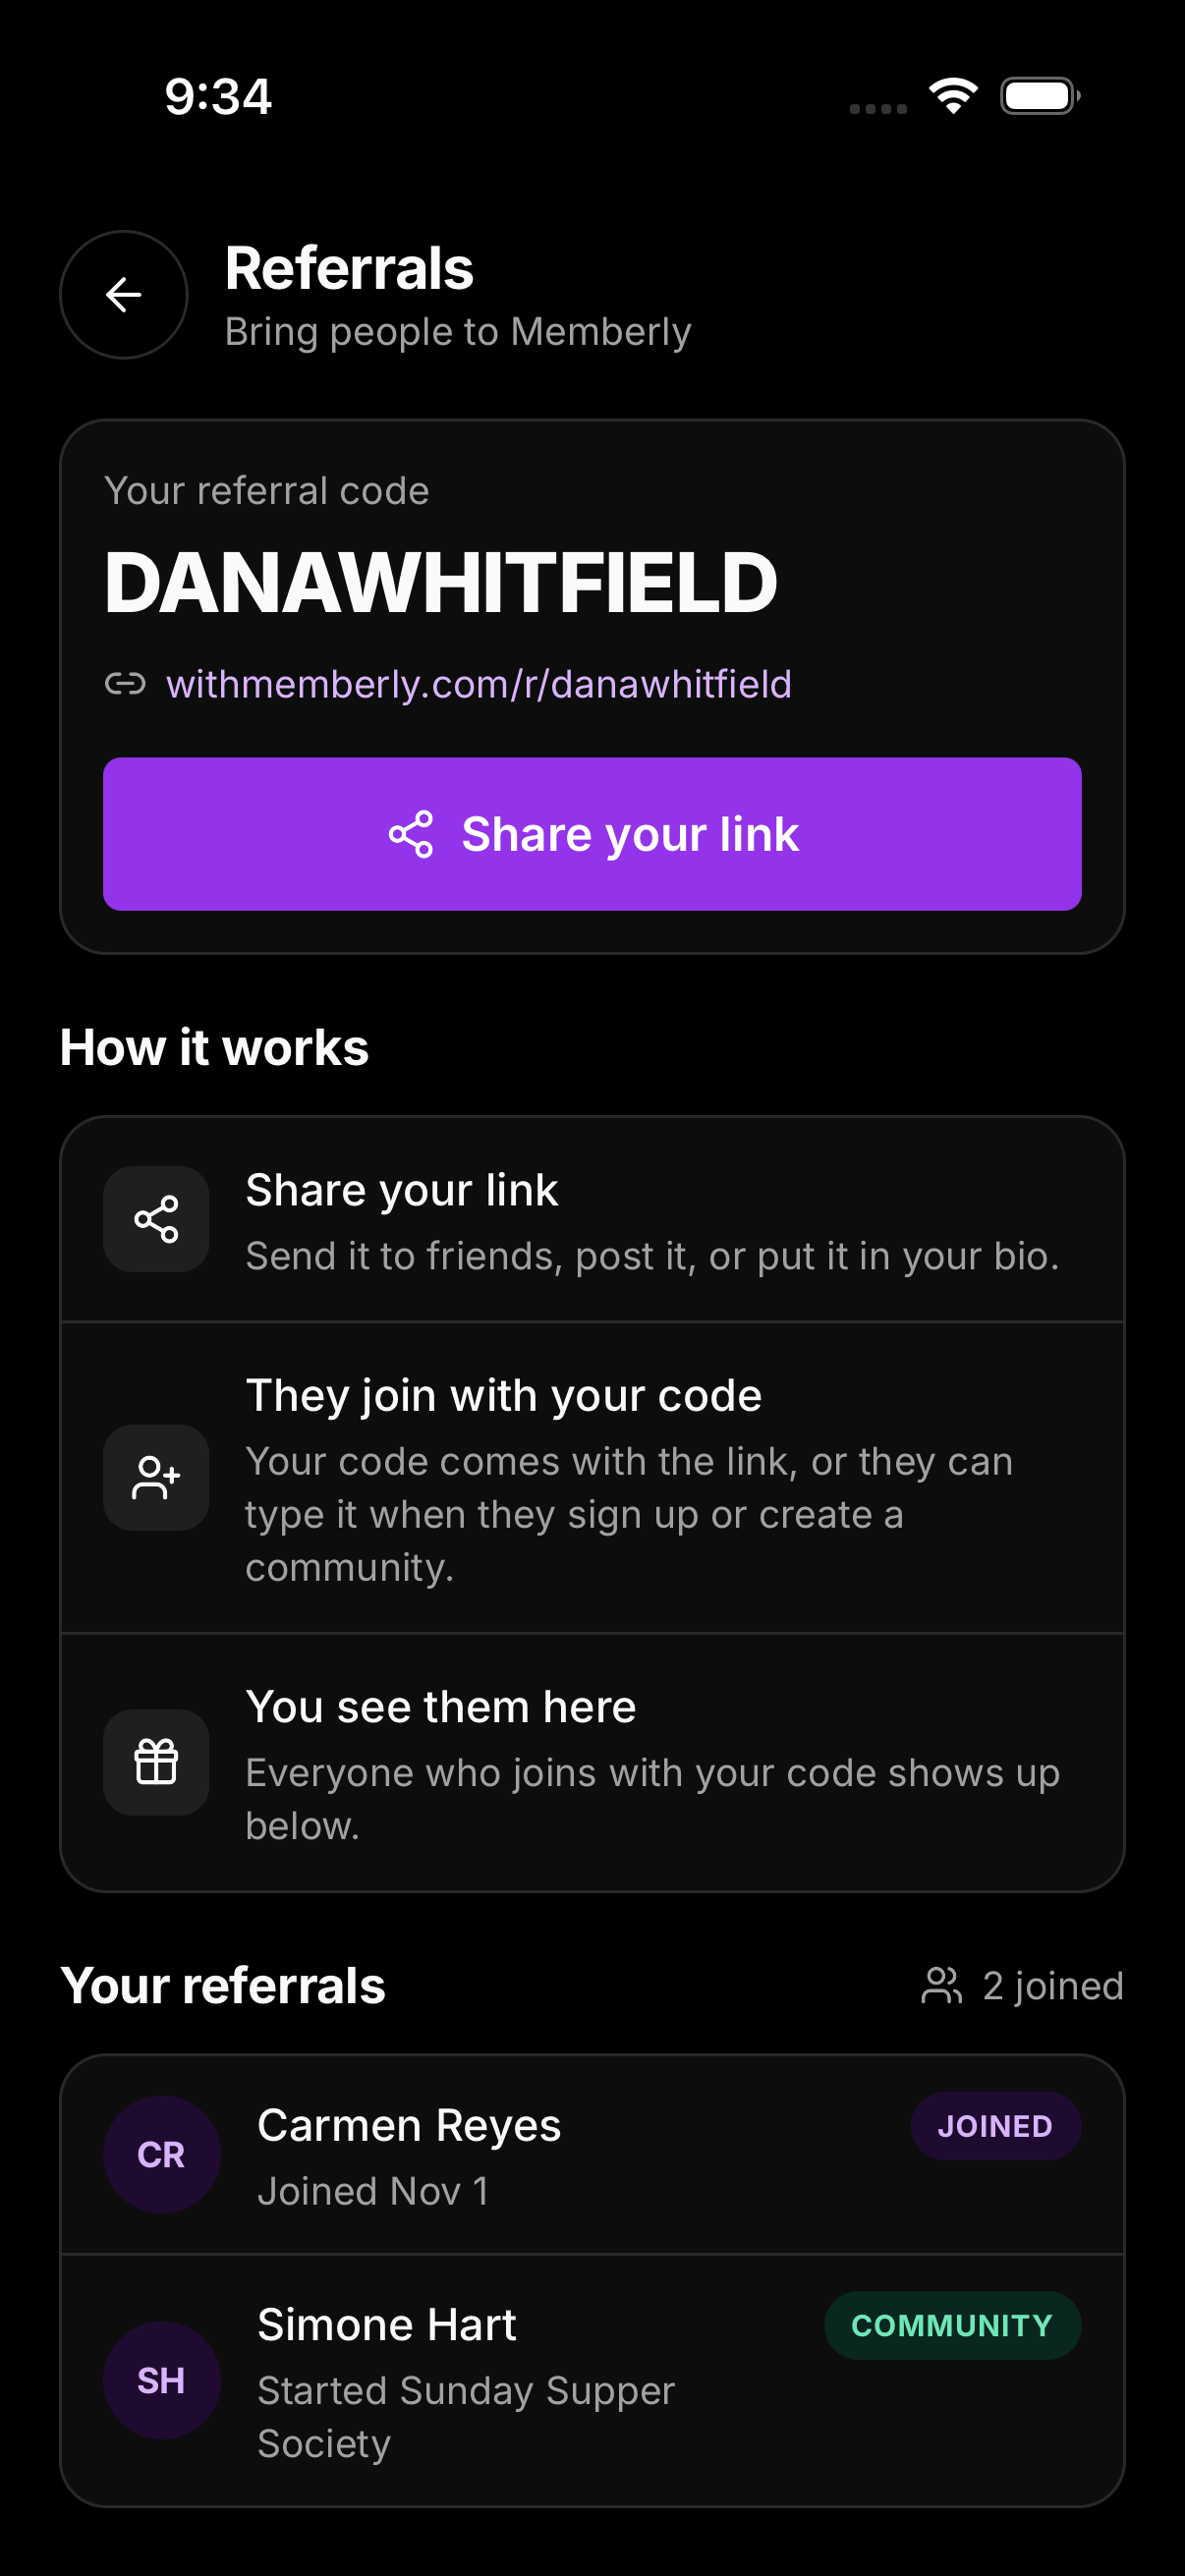 9:34
Referrals
Bring people to Memberly
Your referral code
DANAWHITFIELD
withmemberly.com/r/danawhitfield
Share your link
How it works
Share your link
Send it to friends, post it, or put it in your bio.
They join with your code
Your code comes with the link, or they can
type it when they sign up or create a
community.
You see them here
Everyone who joins with your code shows up
below.
Your referrals
2 joined
CR
Carmen Reyes
JOINED
Joined Nov 1
SH
Simone Hart
COMMUNITY
Started Sunday Supper
Society